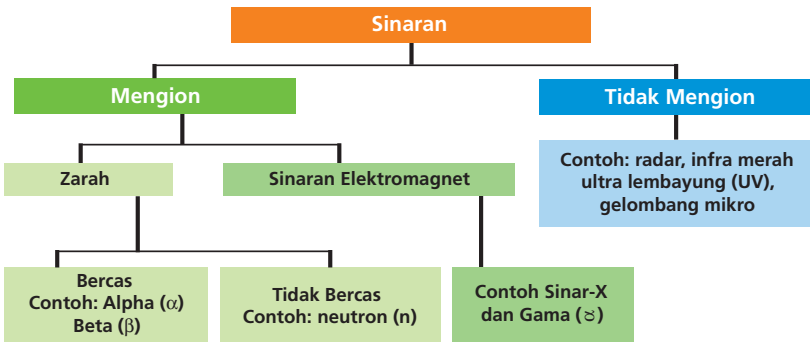 Sinaran
Mengion
Tidak Mengion
Zarah
Sinaran Elektromagnet
Contoh: radar, infra merah
ultra lembayung (UV),
gelombang mikro
Bercas
Contoh: Alpha (α)
Beta (β)
Tidak Bercas
Contoh: neutron (n)
Contoh Sinar-X
dan Gama (ठ)